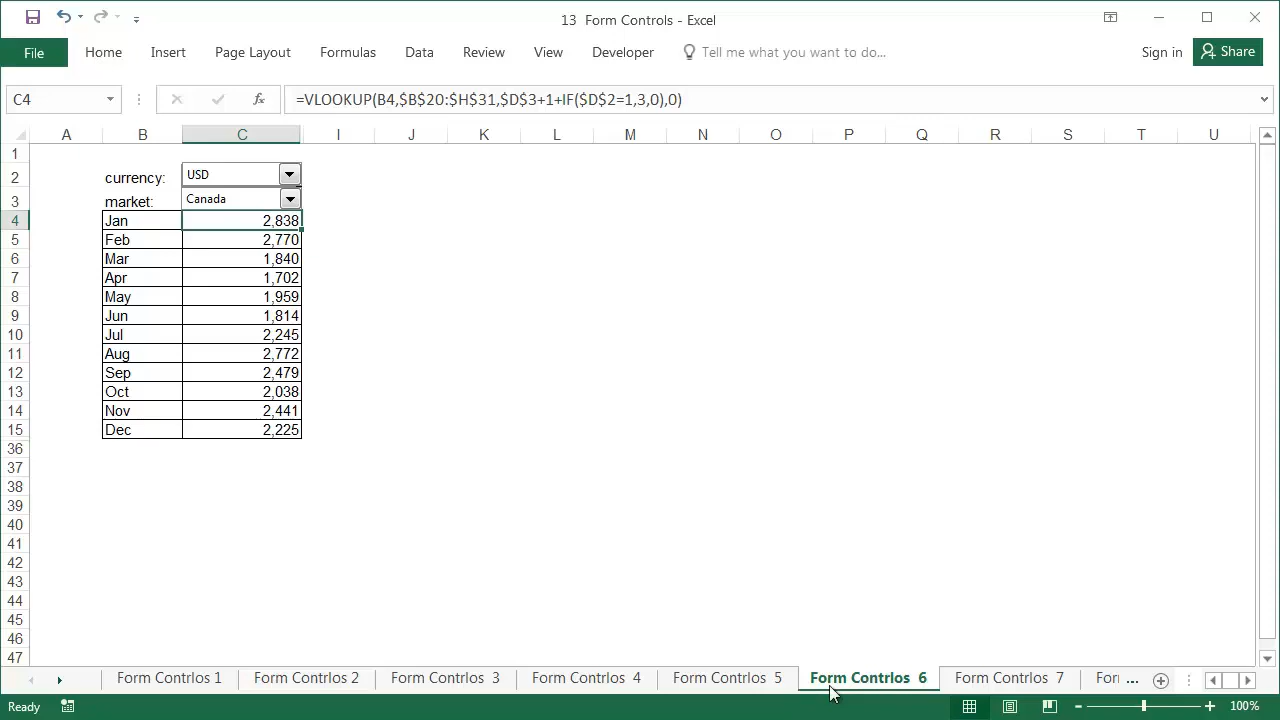 13 Form Controls - Excel
File Home Insert Page Layout Formulas Data Review View Developer Tell me what you want to do... Sign in Share
C4 fx =VLOOKUP(B4,$B$20:$H$31,$D$3+1+IF($D$2=1,3,0),0)
A B C I J K L M N O P Q R S T U
1
2 currency: USD
3 market: Canada
4 Jan 2,838
5 Feb 2,770
6 Mar 1,840
7 Apr 1,702
8 May 1,959
9 Jun 1,814
10 Jul 2,245
11 Aug 2,772
12 Sep 2,479
13 Oct 2,038
14 Nov 2,441
15 Dec 2,225
36
37
38
39
40
41
42
43
44
45
46
47
Form Contrlos 1 Form Contrlos 2 Form Contrlos 3 Form Contrlos 4 Form Contrlos 5 Form Contrlos 6 Form Contrlos 7 For ...
Ready 100%